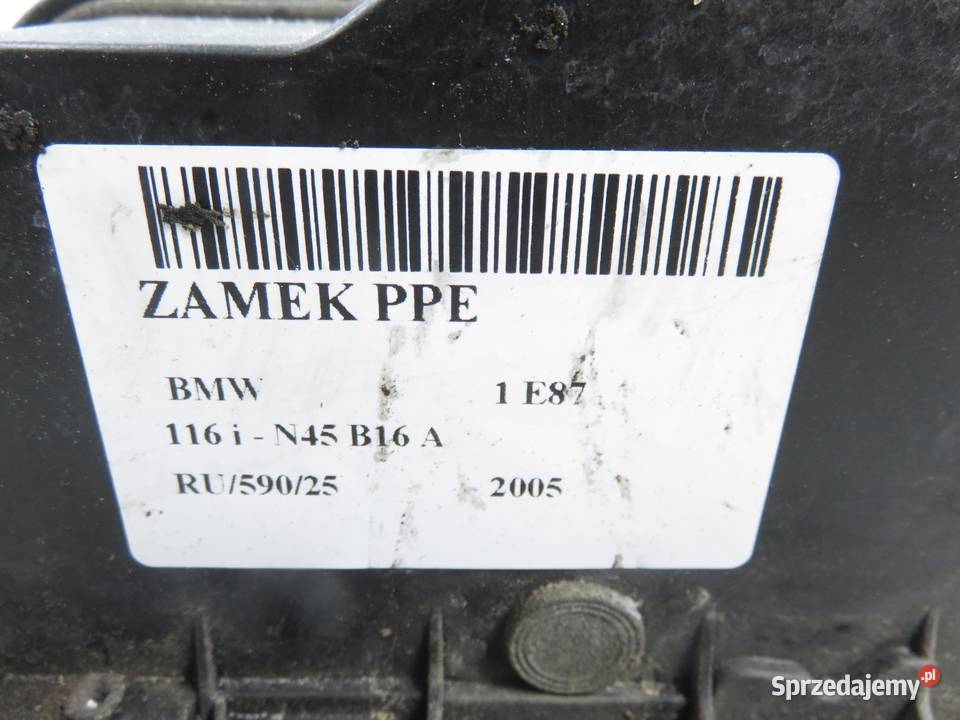 ZAMEK PPE
BMW 1 E87
116 i - N45 B16 A
RU/590/25 2005
Sprzedajemy.pl